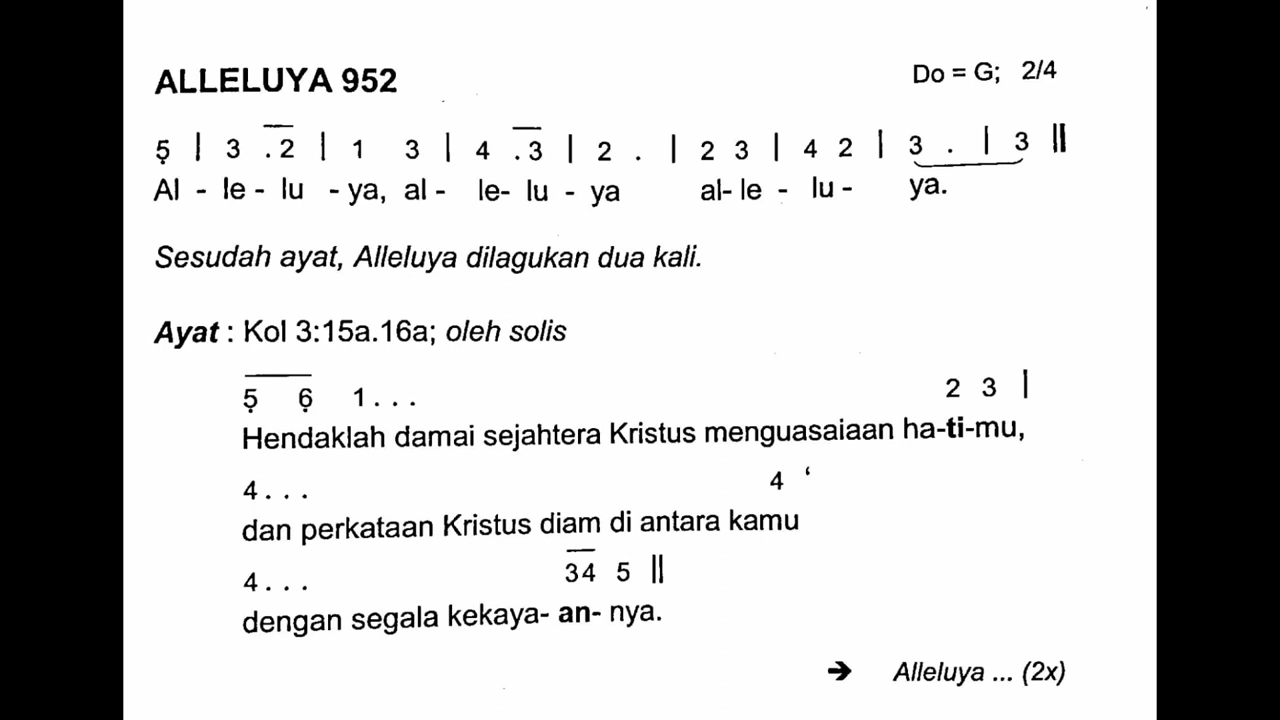 ALLELUYA 952 Do = G; 2/4
5̣ | 3 .2 | 1 3 | 4 .3 | 2 . | 2 3 | 4 2 | 3 . | 3 ||
Al - le - lu - ya, al - le- lu - ya al- le - lu - ya.
Sesudah ayat, Alleluya dilagukan dua kali.
Ayat : Kol 3:15a.16a; oleh solis
5̣ 6̣ 1 . . . 2 3 |
Hendaklah damai sejahtera Kristus menguasaiaan ha-ti-mu,
4 . . . 4 ‘
dan perkataan Kristus diam di antara kamu
4 . . . 34 5 ||
dengan segala kekaya- an- nya.
➔ Alleluya ... (2x)